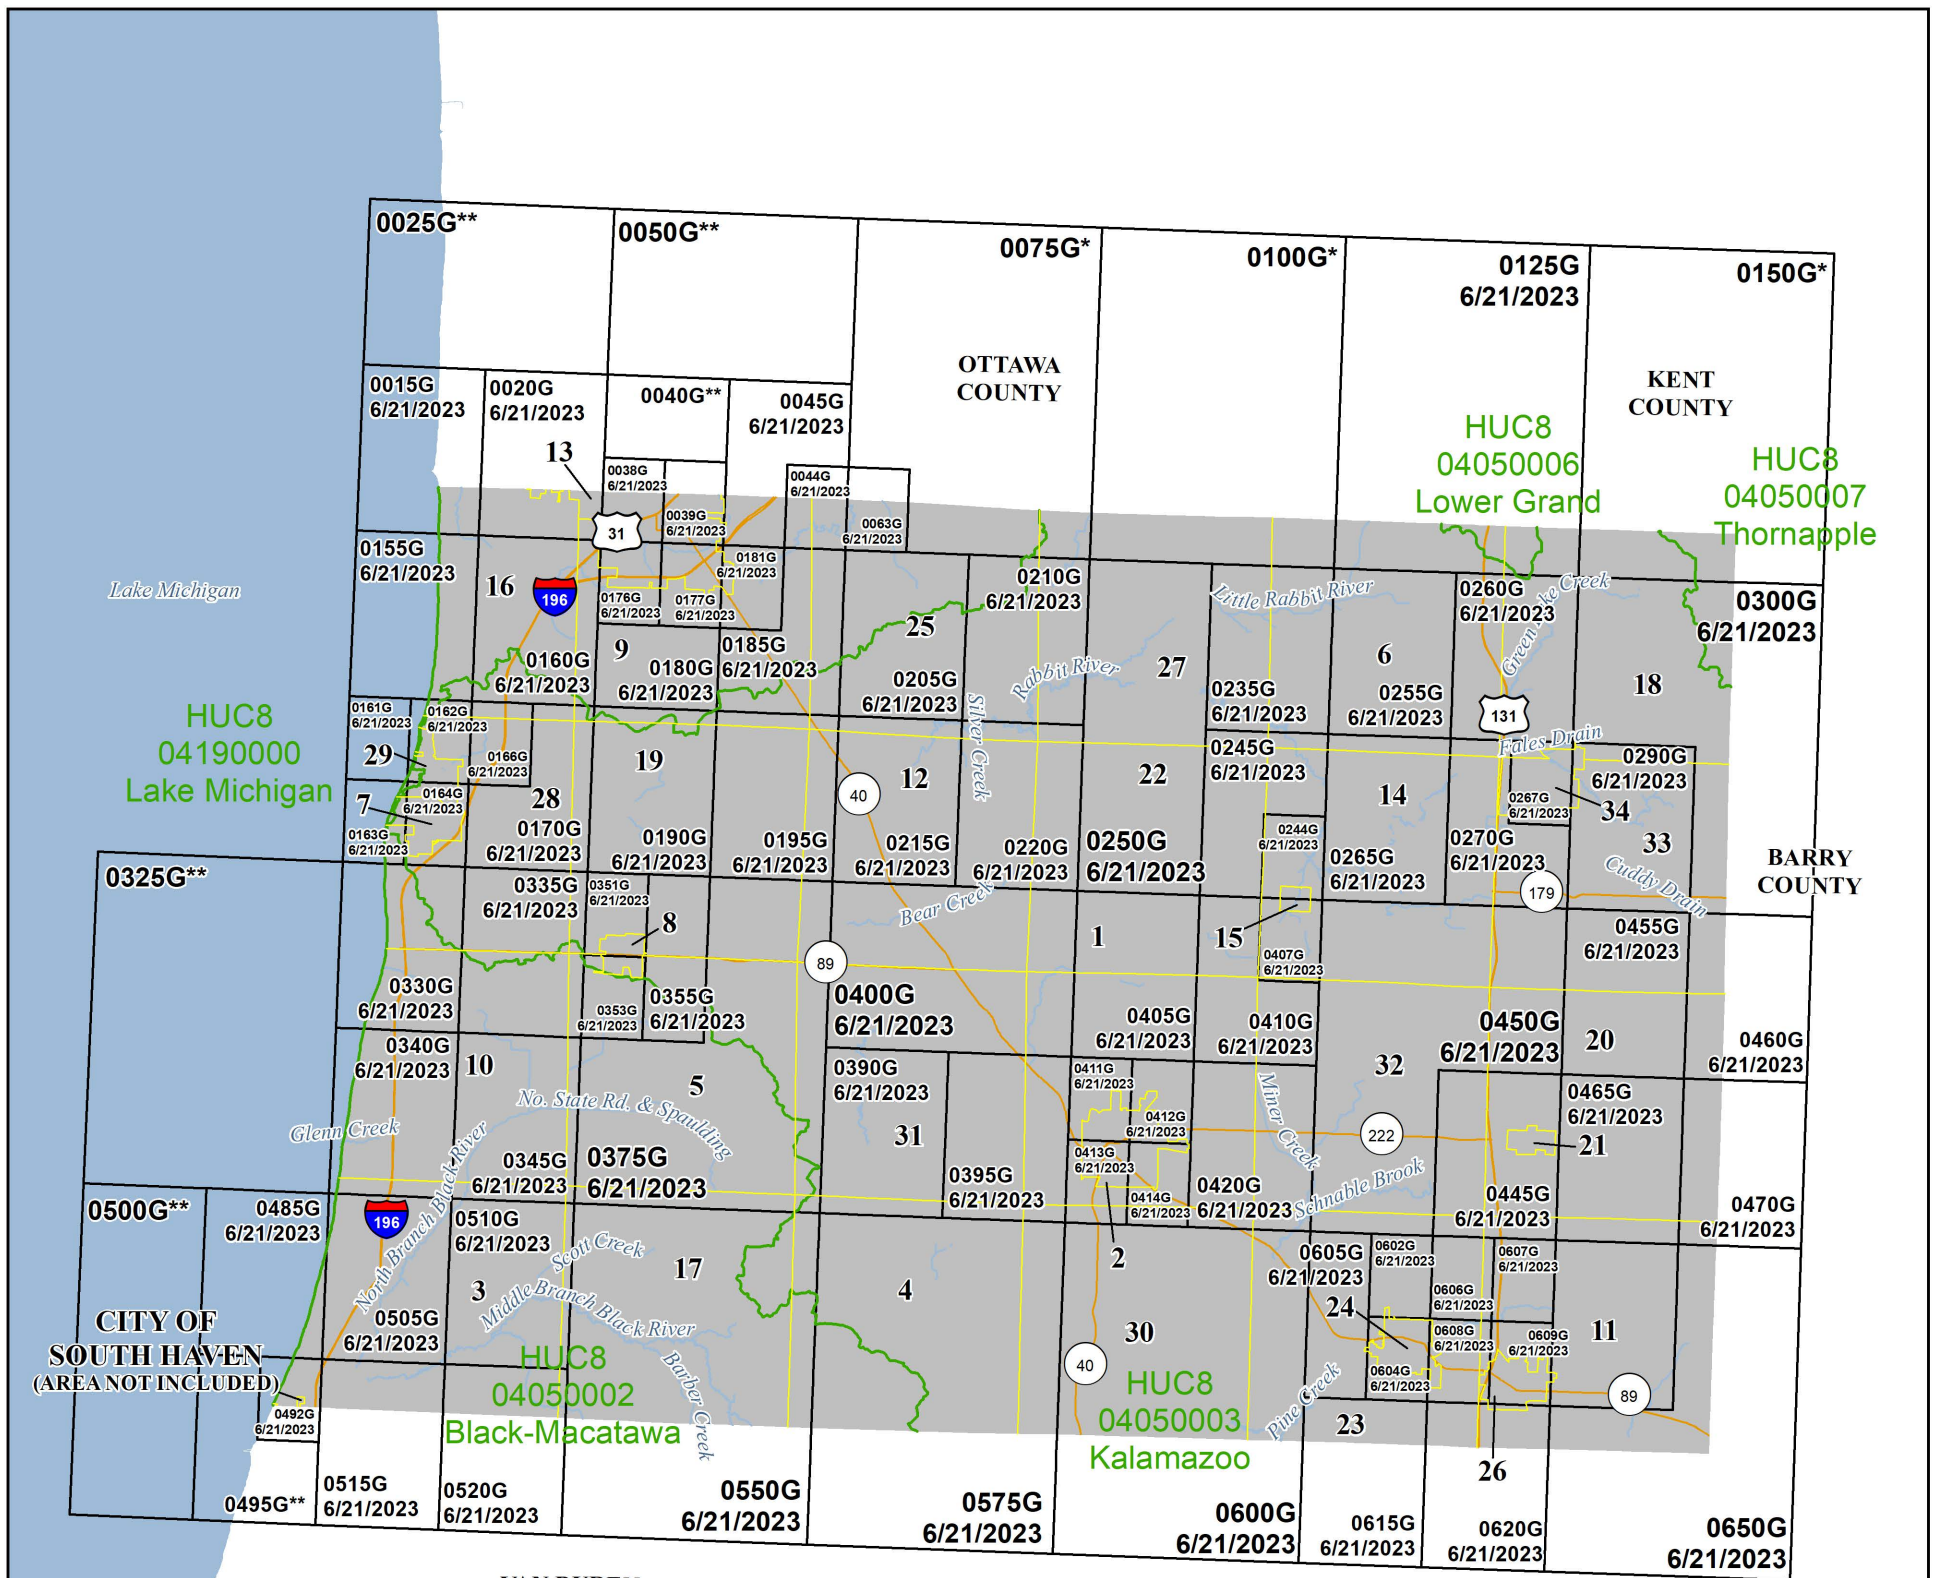 0025G**
0050G**
0075G*
0100G*
0125G
6/21/2023
0150G*
OTTAWA
COUNTY
KENT
COUNTY
0015G
6/21/2023
0020G
6/21/2023
0040G**
0045G
6/21/2023
13
0038G
6/21/2023
0044G
6/21/2023
HUC8
04050006
Lower Grand
HUC8
04050007
Thornapple
31
0039G
6/21/2023
0063G
6/21/2023
0155G
6/21/2023
16
196
0181G
6/21/2023
0176G
6/21/2023
0177G
6/21/2023
0210G
6/21/2023
Lake Michigan
Little Rabbit River
0260G
6/21/2023
Green Lake Creek
0300G
6/21/2023
25
9
0160G
6/21/2023
0180G
6/21/2023
0185G
6/21/2023
0205G
6/21/2023
Rabbit River
27
6
18
0235G
6/21/2023
0255G
6/21/2023
131
0161G
6/21/2023
0162G
6/21/2023
HUC8
04190000
Lake Michigan
29
0166G
6/21/2023
19
12
Silver Creek
22
0245G
6/21/2023
Fales Drain
0290G
6/21/2023
7
0164G
6/21/2023
28
40
14
0267G
6/21/2023
34
0163G
6/21/2023
0170G
6/21/2023
0190G
6/21/2023
0195G
6/21/2023
0215G
6/21/2023
0220G
6/21/2023
0250G
6/21/2023
0244G
6/21/2023
0265G
6/21/2023
0270G
6/21/2023
33
BARRY
COUNTY
0325G**
0335G
6/21/2023
0351G
6/21/2023
Bear Creek
179
Cuddy Drain
8
1
15
0455G
6/21/2023
89
0407G
6/21/2023
0330G
6/21/2023
0353G
6/21/2023
0355G
6/21/2023
0400G
6/21/2023
0405G
6/21/2023
0410G
6/21/2023
0450G
6/21/2023
20
0460G
6/21/2023
0340G
6/21/2023
10
5
0390G
6/21/2023
0411G
6/21/2023
32
0465G
6/21/2023
Glenn Creek
No. State Rd. & Spaulding
31
0412G
6/21/2023
Miner Creek
222
21
North Branch Black River
0345G
6/21/2023
0375G
6/21/2023
0395G
6/21/2023
0413G
6/21/2023
0414G
6/21/2023
0420G
6/21/2023
Schnable Brook
0445G
6/21/2023
0470G
6/21/2023
0500G**
0485G
6/21/2023
196
0510G
6/21/2023
Scott Creek
17
2
0605G
6/21/2023
0602G
6/21/2023
0607G
6/21/2023
3
Middle Branch Black River
4
24
0606G
6/21/2023
CITY OF
SOUTH HAVEN
(AREA NOT INCLUDED)
0505G
6/21/2023
30
0608G
6/21/2023
0609G
6/21/2023
11
HUC8
04050002
Black-Macatawa
Barber Creek
40
HUC8
04050003
Kalamazoo
0604G
6/21/2023
89
Pine Creek
23
0492G
6/21/2023
26
0495G**
0515G
6/21/2023
0520G
6/21/2023
0550G
6/21/2023
0575G
6/21/2023
0600G
6/21/2023
0615G
6/21/2023
0620G
6/21/2023
0650G
6/21/2023